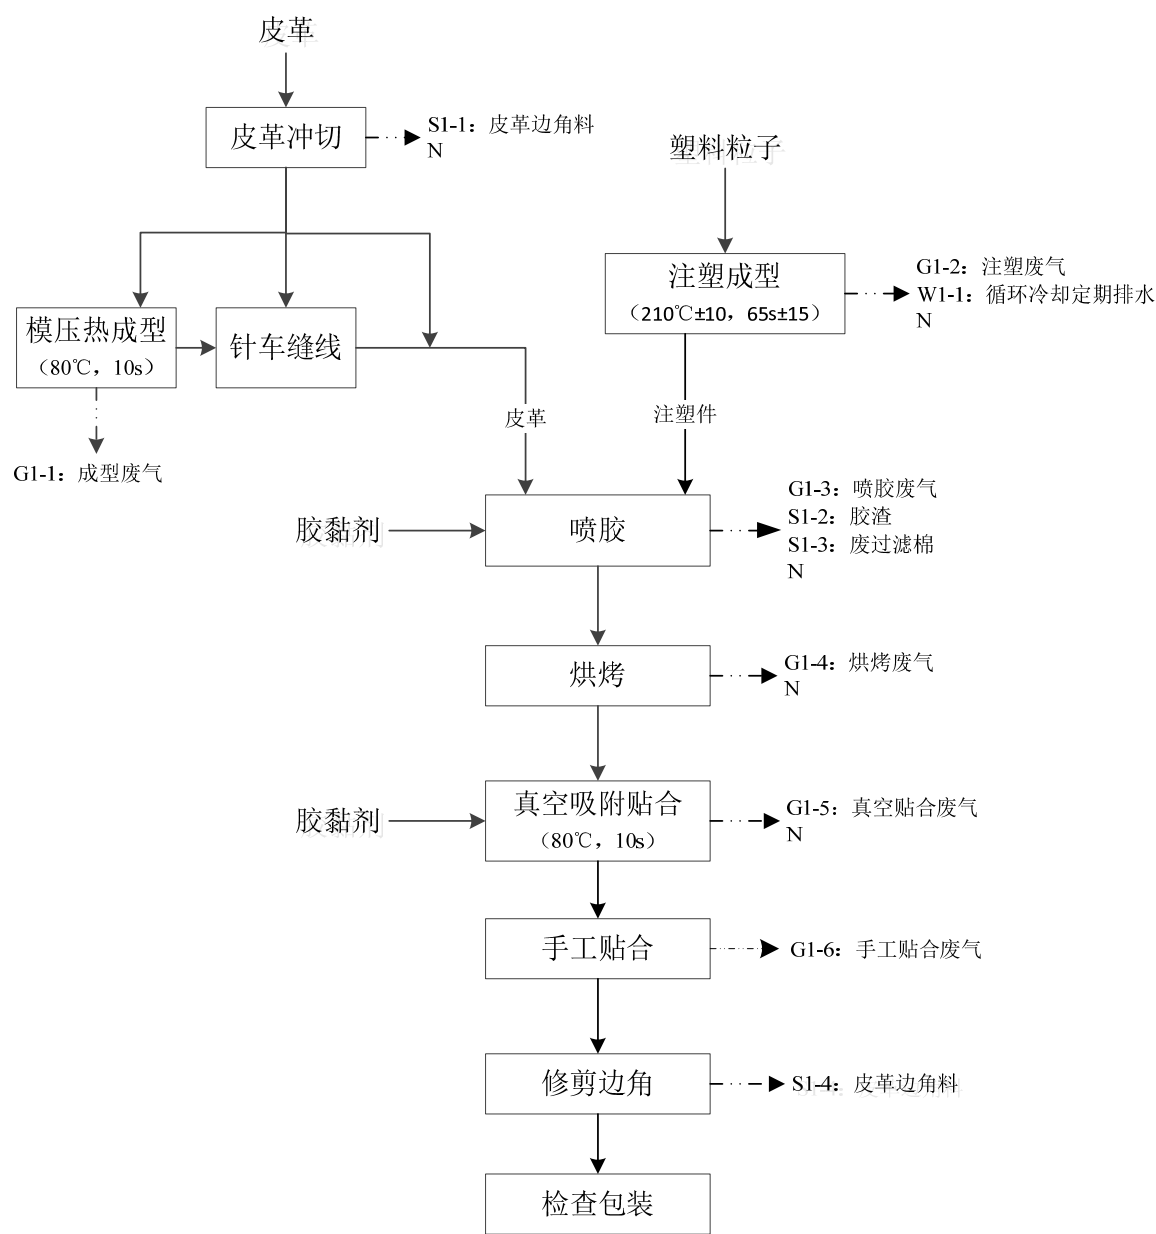 皮革
皮革冲切
S1-1：皮革边角料
N
塑料粒子
注塑成型
（210℃±10，65s±15）
G1-2：注塑废气
W1-1：循环冷却定期排水
N
模压热成型
（80℃，10s）
针车缝线
皮革
注塑件
G1-1：成型废气
胶黏剂
喷胶
G1-3：喷胶废气
S1-2：胶渣
S1-3：废过滤棉
N
烘烤
G1-4：烘烤废气
N
胶黏剂
真空吸附贴合
（80℃，10s）
G1-5：真空贴合废气
N
手工贴合
G1-6：手工贴合废气
修剪边角
S1-4：皮革边角料
检查包装